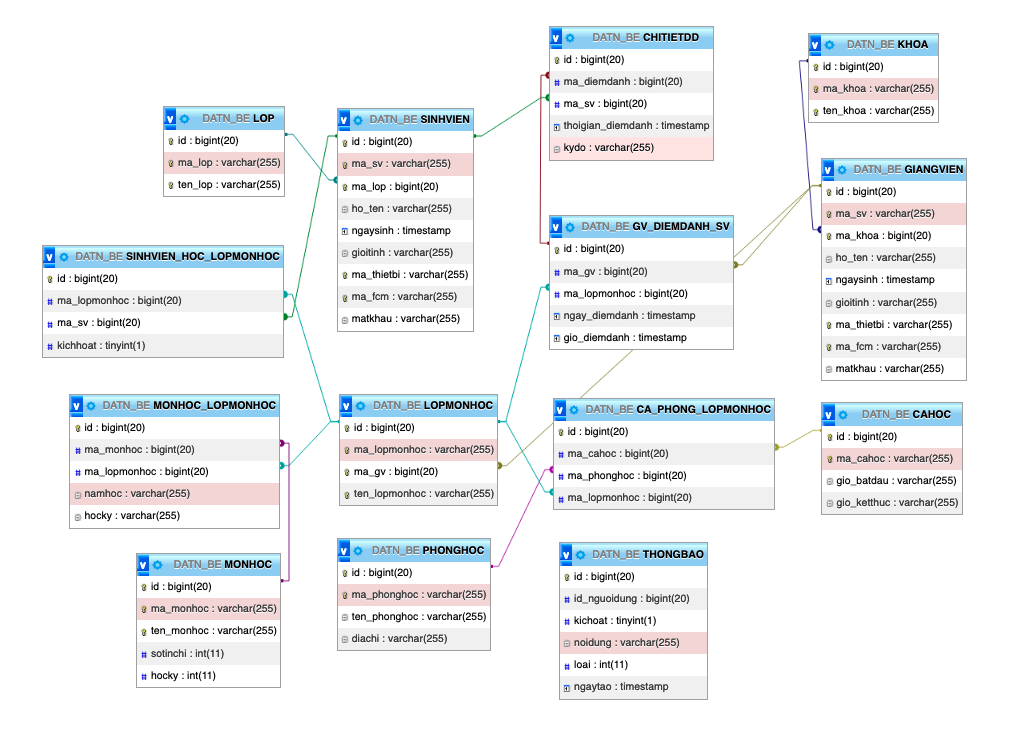 DATN_BE CHITIETDD
id : bigint(20)
ma_diemdanh : bigint(20)
ma_sv : bigint(20)
thoigian_diemdanh : timestamp
kydo : varchar(255)
DATN_BE KHOA
id : bigint(20)
ma_khoa : varchar(255)
ten_khoa : varchar(255)
DATN_BE LOP
id : bigint(20)
ma_lop : varchar(255)
ten_lop : varchar(255)
DATN_BE SINHVIEN
id : bigint(20)
ma_sv : varchar(255)
ma_lop : bigint(20)
ho_ten : varchar(255)
ngaysinh : timestamp
gioitinh : varchar(255)
ma_thietbi : varchar(255)
ma_fcm : varchar(255)
matkhau : varchar(255)
DATN_BE GIANGVIEN
id : bigint(20)
ma_sv : varchar(255)
ma_khoa : bigint(20)
ho_ten : varchar(255)
ngaysinh : timestamp
gioitinh : varchar(255)
ma_thietbi : varchar(255)
ma_fcm : varchar(255)
matkhau : varchar(255)
DATN_BE GV_DIEMDANH_SV
id : bigint(20)
ma_gv : bigint(20)
ma_lopmonhoc : bigint(20)
ngay_diemdanh : timestamp
gio_diemdanh : timestamp
DATN_BE SINHVIEN_HOC_LOPMONHOC
id : bigint(20)
ma_lopmonhoc : bigint(20)
ma_sv : bigint(20)
kichhoat : tinyint(1)
DATN_BE MONHOC_LOPMONHOC
id : bigint(20)
ma_monhoc : bigint(20)
ma_lopmonhoc : bigint(20)
namhoc : varchar(255)
hocky : varchar(255)
DATN_BE LOPMONHOC
id : bigint(20)
ma_lopmonhoc : varchar(255)
ma_gv : bigint(20)
ten_lopmonhoc : varchar(255)
DATN_BE CA_PHONG_LOPMONHOC
id : bigint(20)
ma_cahoc : bigint(20)
ma_phonghoc : bigint(20)
ma_lopmonhoc : bigint(20)
DATN_BE CAHOC
id : bigint(20)
ma_cahoc : varchar(255)
gio_batdau : varchar(255)
gio_ketthuc : varchar(255)
DATN_BE MONHOC
id : bigint(20)
ma_monhoc : varchar(255)
ten_monhoc : varchar(255)
sotinchi : int(11)
hocky : int(11)
DATN_BE PHONGHOC
id : bigint(20)
ma_phonghoc : varchar(255)
ten_phonghoc : varchar(255)
diachi : varchar(255)
DATN_BE THONGBAO
id : bigint(20)
id_nguoidung : bigint(20)
kichoat : tinyint(1)
noidung : varchar(255)
loai : int(11)
ngaytao : timestamp